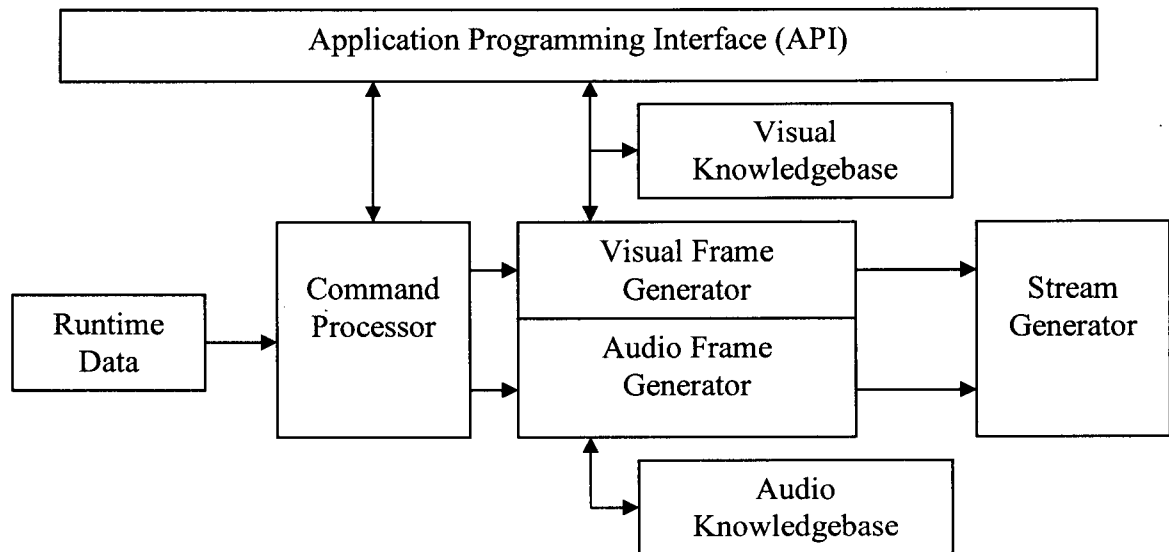 Application Programming Interface (API)
Visual
Knowledgebase
Visual Frame
Generator
Command
Processor
Stream
Generator
Runtime
Data
Audio Frame
Generator
Audio
Knowledgebase